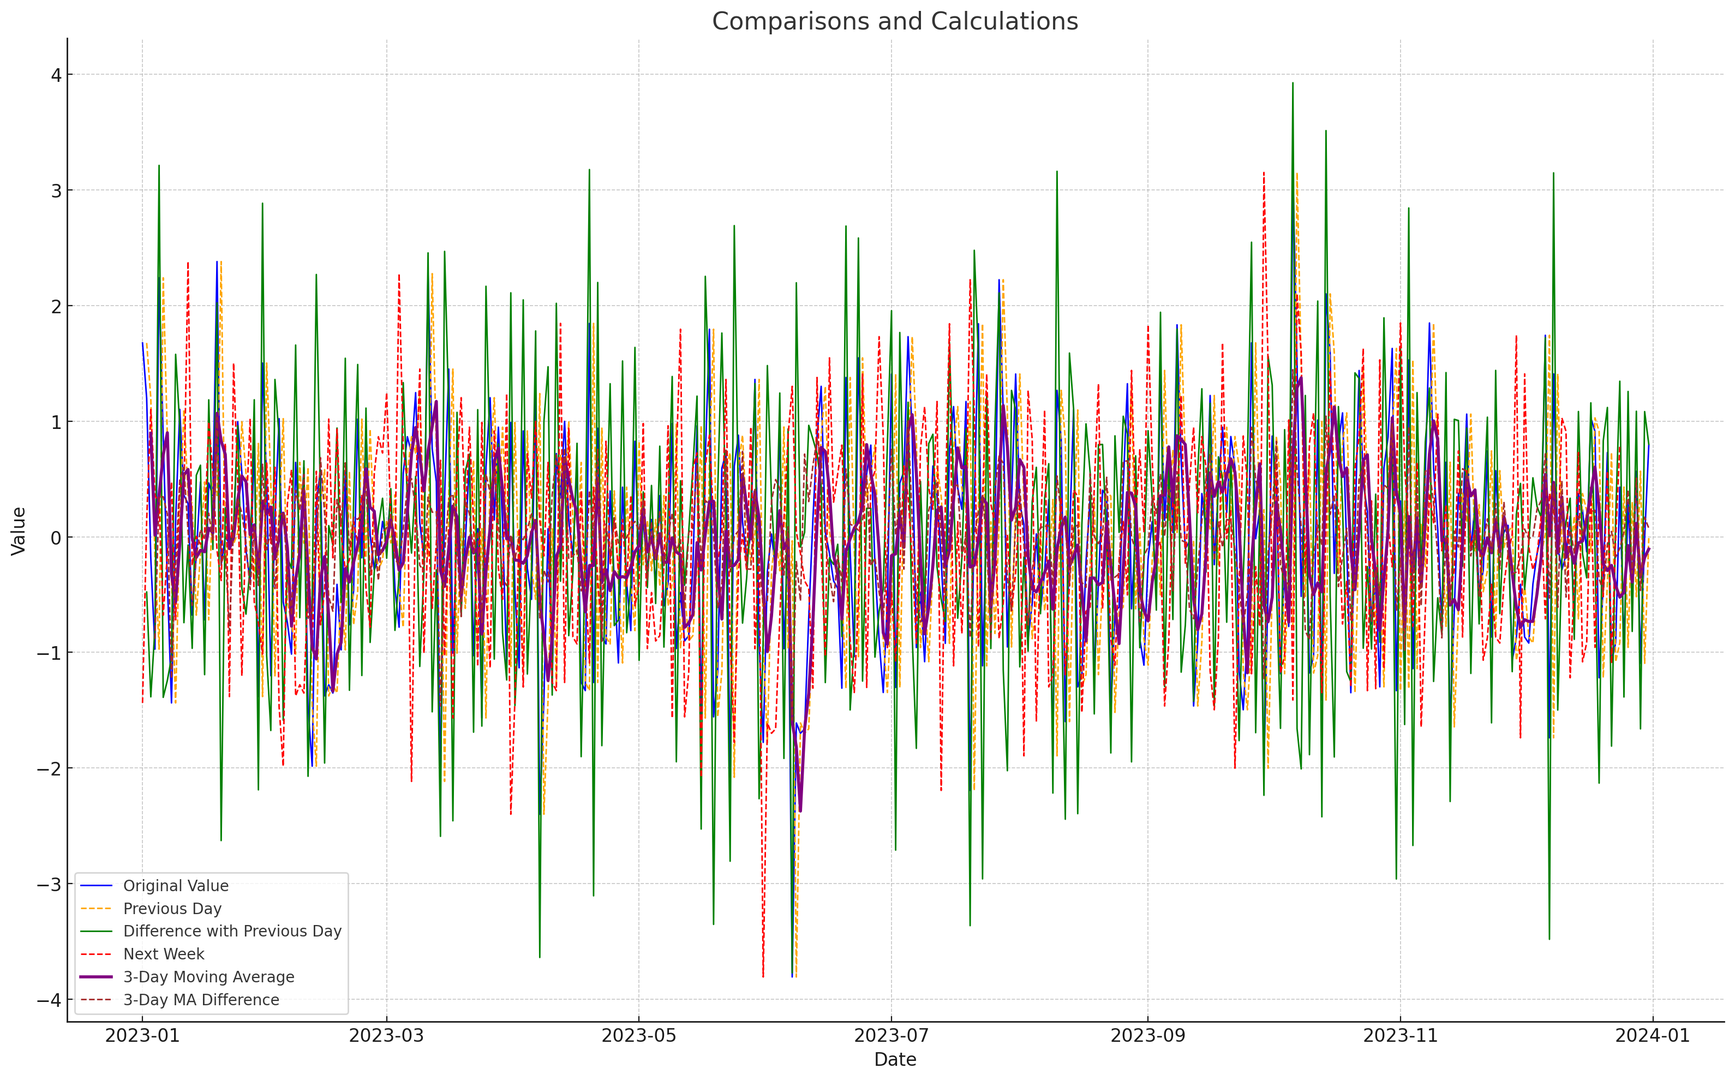 Comparisons and Calculations
Value
4
3
2
1
0
−1
−2
−3
−4
Original Value
Previous Day
Difference with Previous Day
Next Week
3-Day Moving Average
3-Day MA Difference
2023-01
2023-03
2023-05
2023-07
2023-09
2023-11
2024-01
Date